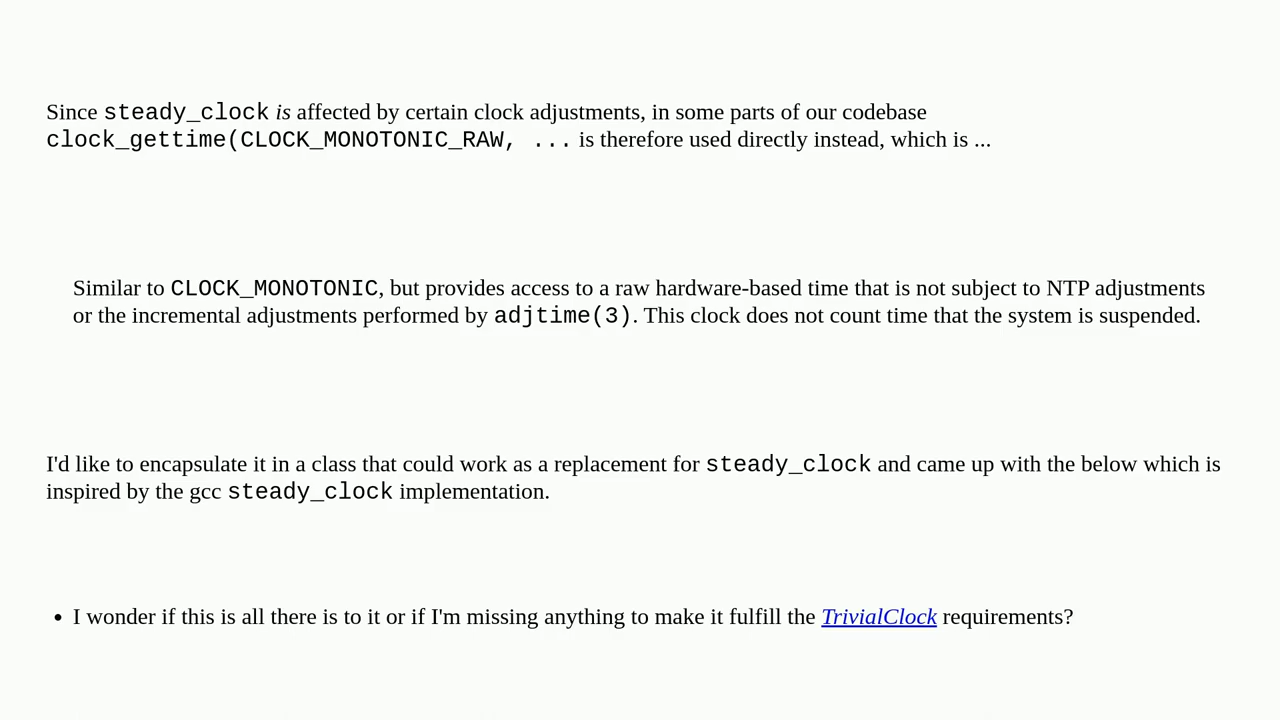 Since steady_clock is affected by certain clock adjustments, in some parts of our codebase
clock_gettime(CLOCK_MONOTONIC_RAW, ... is therefore used directly instead, which is ...
Similar to CLOCK_MONOTONIC, but provides access to a raw hardware-based time that is not subject to NTP adjustments
or the incremental adjustments performed by adjtime(3). This clock does not count time that the system is suspended.
I'd like to encapsulate it in a class that could work as a replacement for steady_clock and came up with the below which is
inspired by the gcc steady_clock implementation.
• I wonder if this is all there is to it or if I'm missing anything to make it fulfill the TrivialClock requirements?